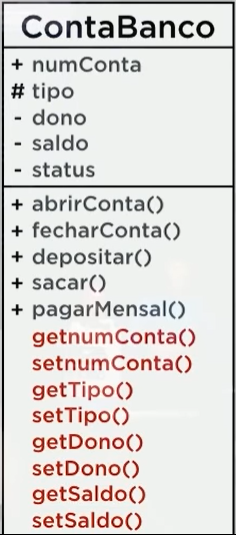 ContaBanco
+ numConta
# tipo
- dono
- saldo
- status
+ abrirConta()
+ fecharConta()
+ depositar()
+ sacar()
+ pagarMensal()
getnumConta()
setnumConta()
getTipo()
setTipo()
getDono()
setDono()
getSaldo()
setSaldo()